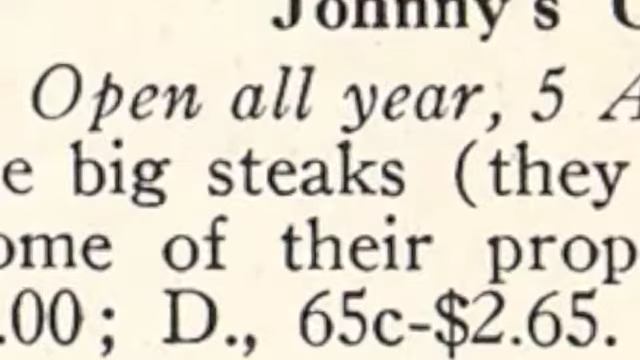 Johnny's
Open all year, 5 A
e big steaks (they
ome of their prop
.00; D., 65c-$2.65.